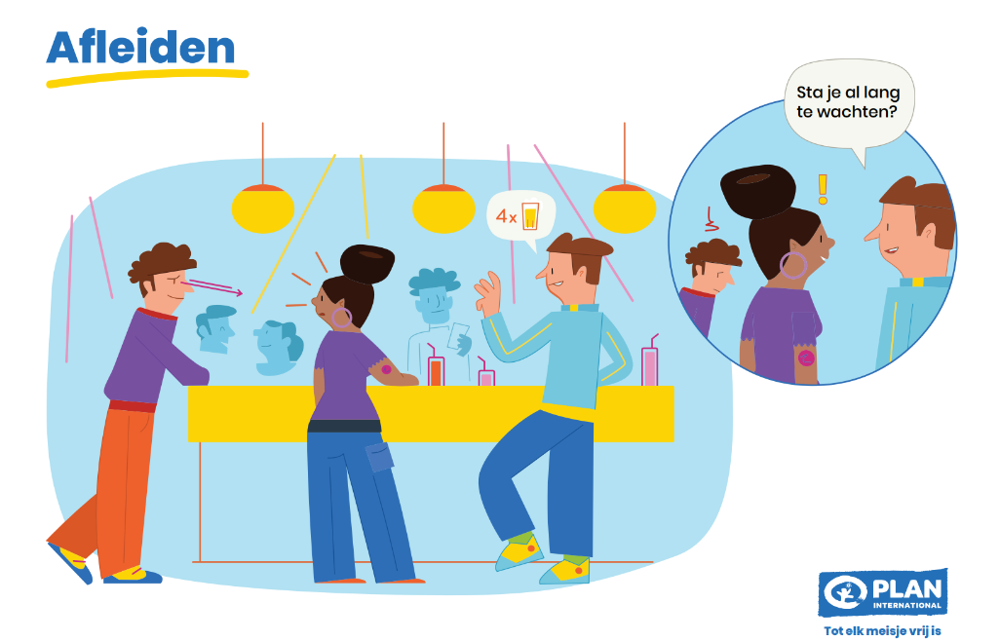 Afleiden
Sta je al lang
te wachten?
4x
PLAN
INTERNATIONAL
Tot elk meisje vrij is